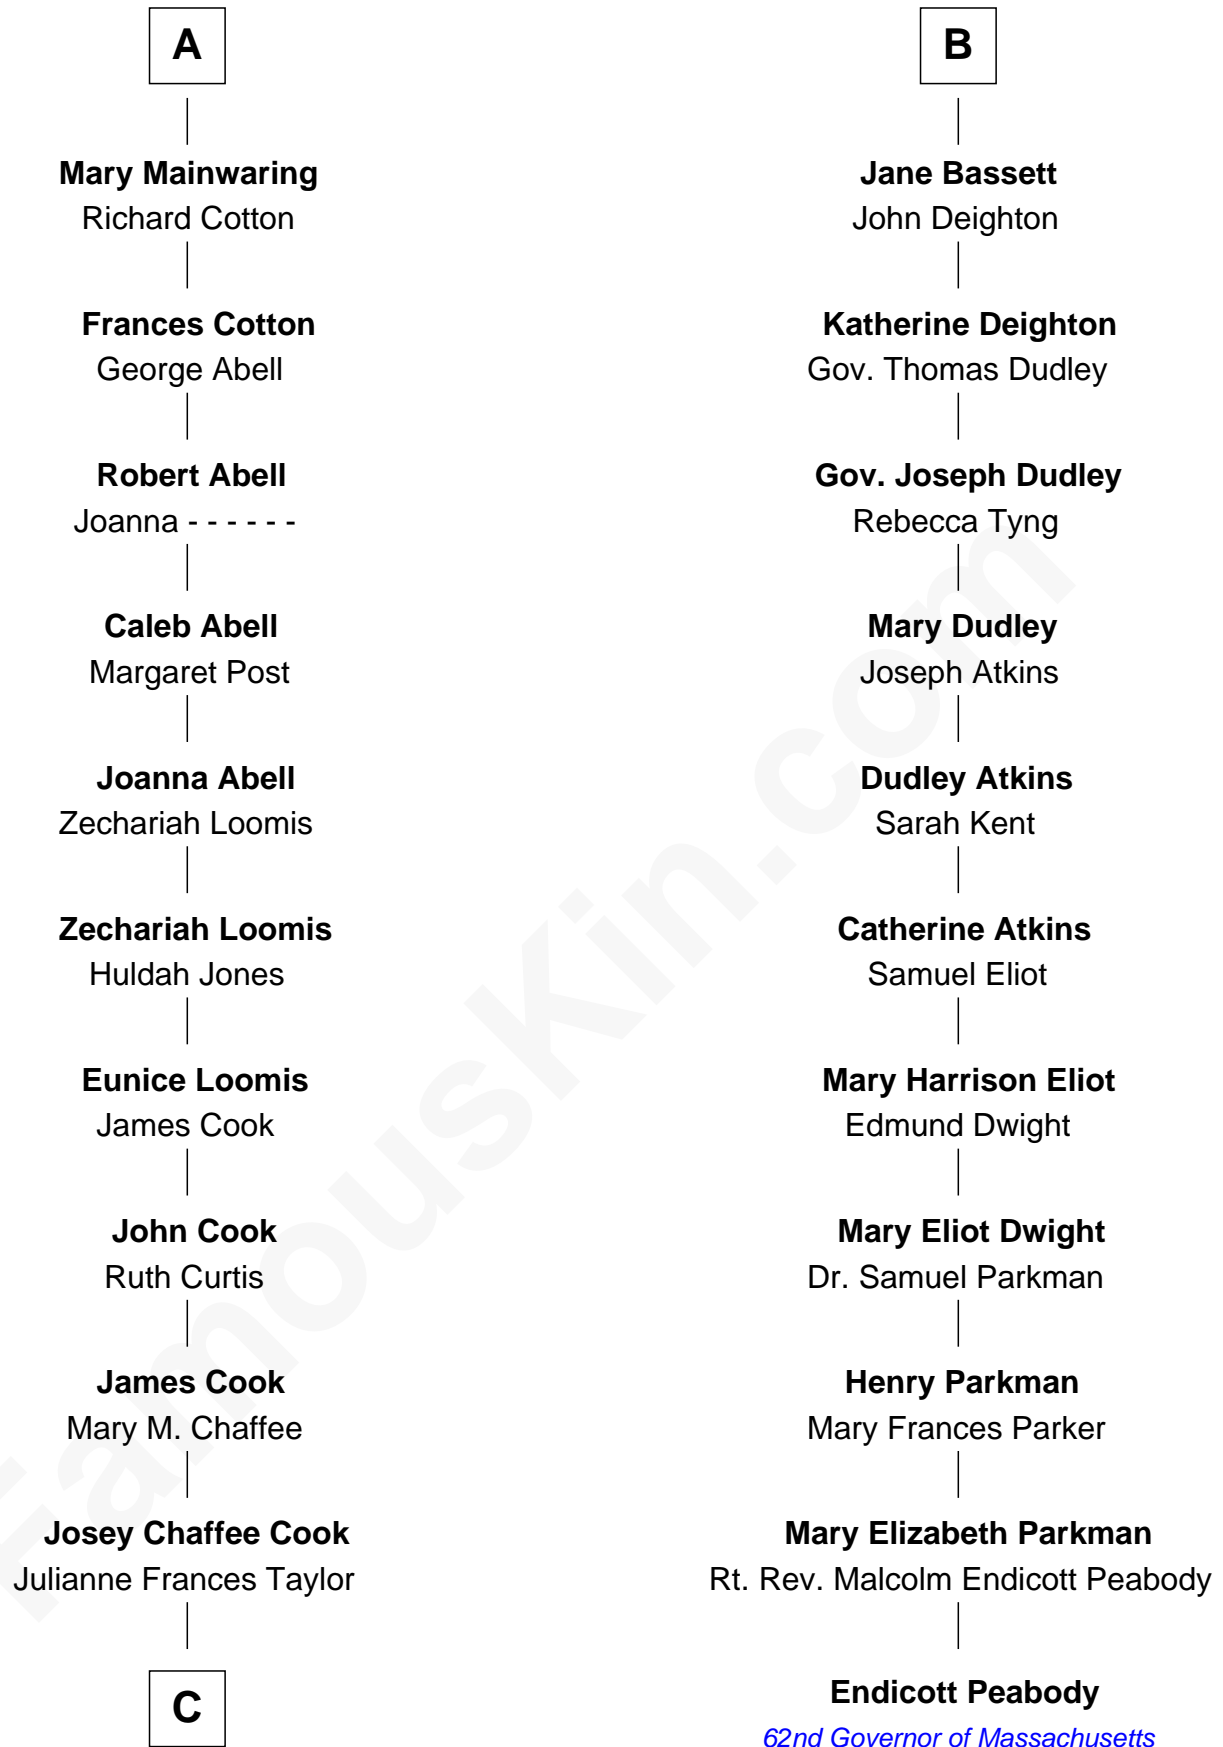 A
Mary Mainwaring
Richard Cotton
Frances Cotton
George Abell
Robert Abell
Joanna - - - - - -
Caleb Abell
Margaret Post
Joanna Abell
Zechariah Loomis
Zechariah Loomis
Huldah Jones
Eunice Loomis
James Cook
John Cook
Ruth Curtis
James Cook
Mary M. Chaffee
Josey Chaffee Cook
Julianne Frances Taylor
C
B
Jane Bassett
John Deighton
Katherine Deighton
Gov. Thomas Dudley
Gov. Joseph Dudley
Rebecca Tyng
Mary Dudley
Joseph Atkins
Dudley Atkins
Sarah Kent
Catherine Atkins
Samuel Eliot
Mary Harrison Eliot
Edmund Dwight
Mary Eliot Dwight
Dr. Samuel Parkman
Henry Parkman
Mary Frances Parker
Mary Elizabeth Parkman
Rt. Rev. Malcolm Endicott Peabody
Endicott Peabody
62nd Governor of Massachusetts
FamousKin.com